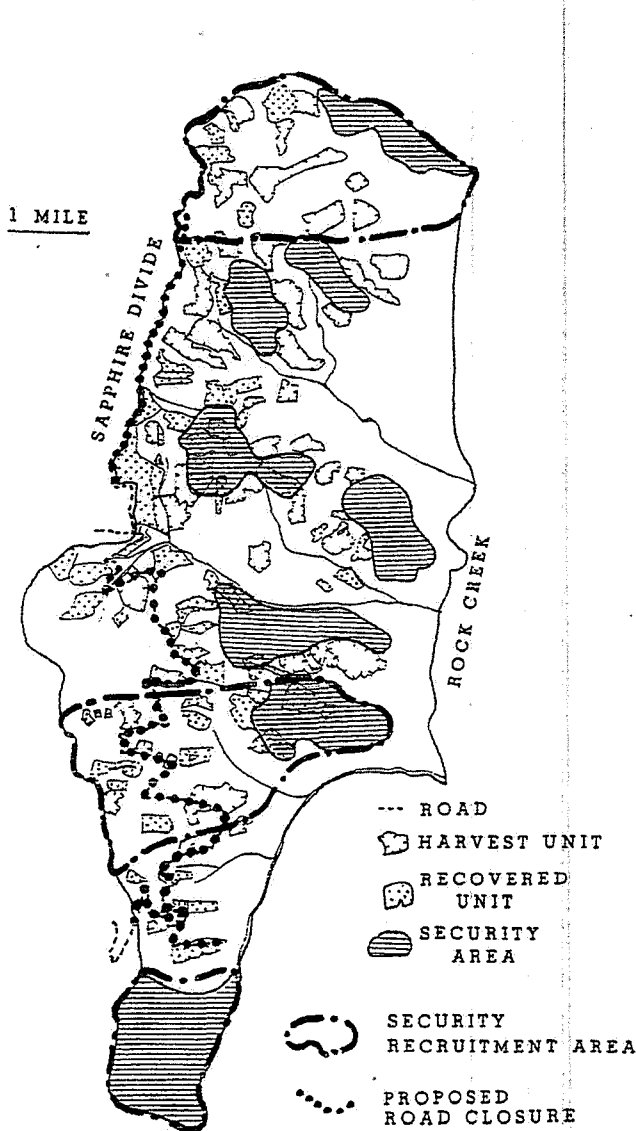 1 MILE
SAPPHIRE DIVIDE
ROCK CREEK
ROAD
HARVEST UNIT
RECOVERED
UNIT
SECURITY
AREA
SECURITY
RECRUITMENT AREA
PROPOSED
ROAD CLOSURE